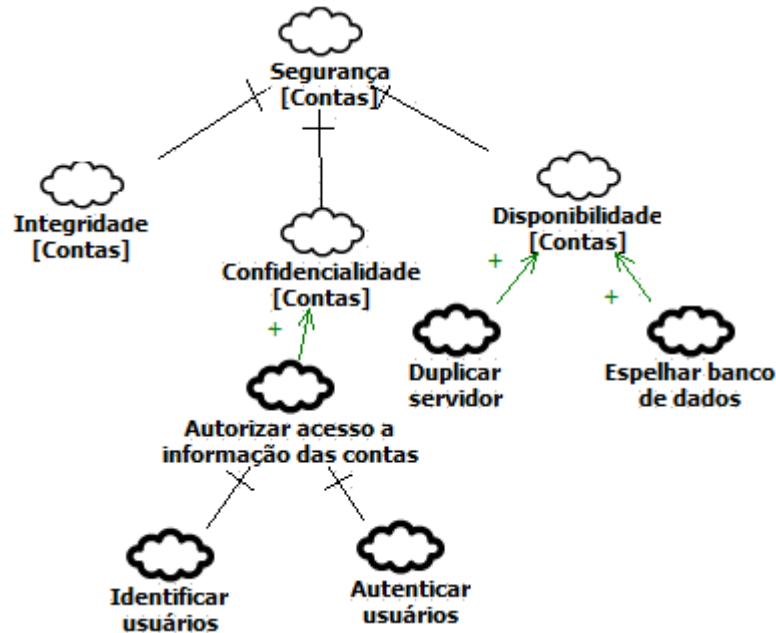 Segurança
[Contas]
Integridade
[Contas]
Confidencialidade
[Contas]
Disponibilidade
[Contas]
+
+
+
Duplicar
servidor
Espelhar banco
de dados
Autorizar acesso a
informação das contas
Identificar
usuários
Autenticar
usuários